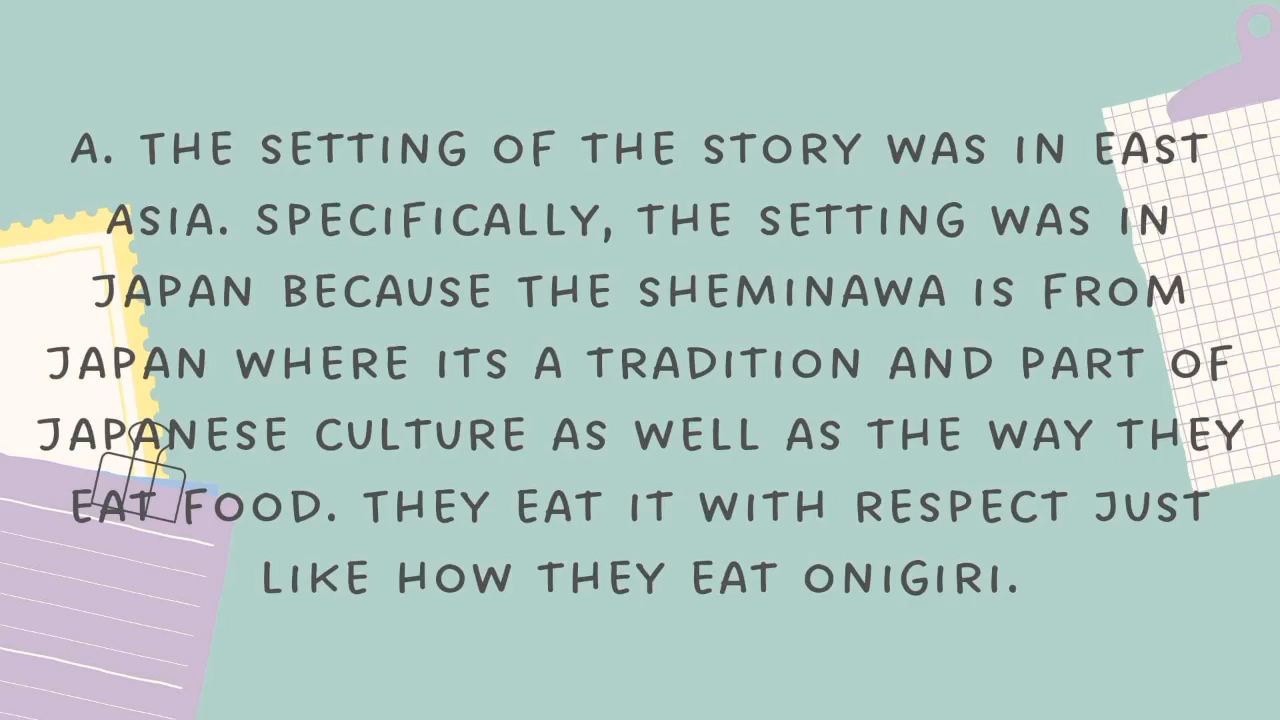 A. THE SETTING OF THE STORY WAS IN EAST
ASIA. SPECIFICALLY, THE SETTING WAS IN
JAPAN BECAUSE THE SHEMINAWA IS FROM
JAPAN WHERE ITS A TRADITION AND PART OF
JAPANESE CULTURE AS WELL AS THE WAY THEY
EAT FOOD. THEY EAT IT WITH RESPECT JUST
LIKE HOW THEY EAT ONIGIRI.